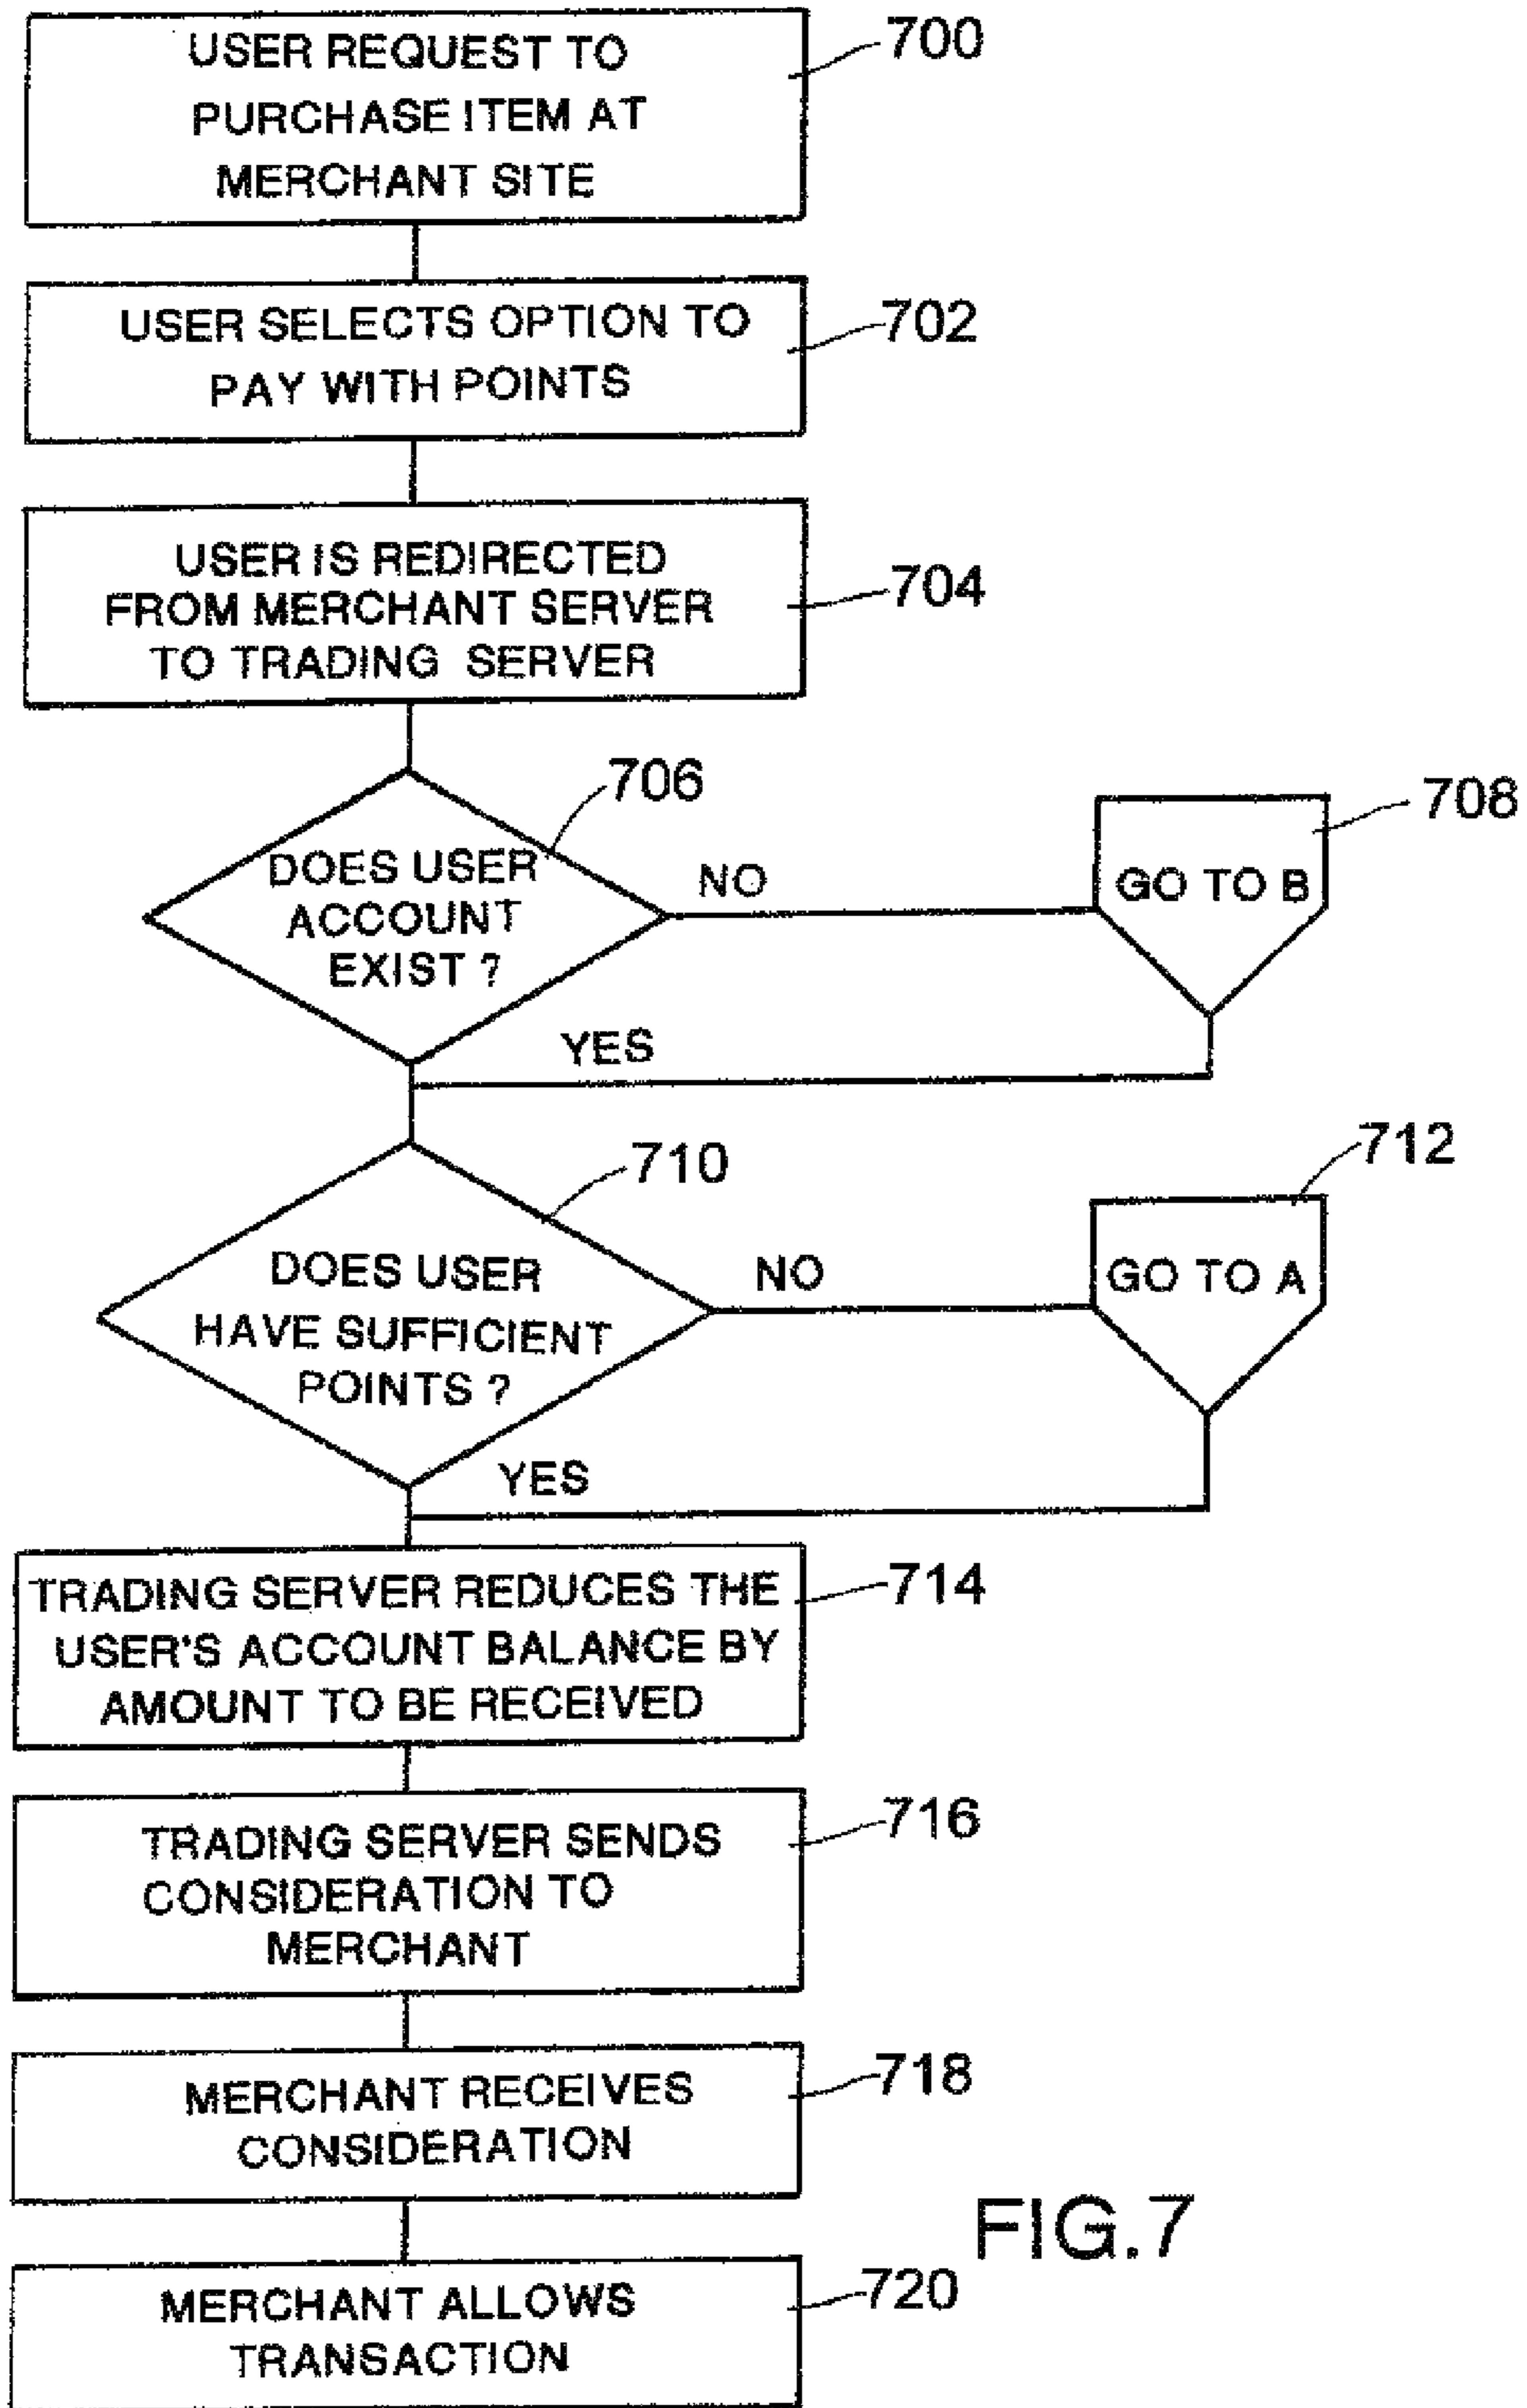 USER REQUEST TO
PURCHASE ITEM AT
MERCHANT SITE
700
USER SELECTS OPTION TO
PAY WITH POINTS
702
USER IS REDIRECTED
FROM MERCHANT SERVER
TO TRADING SERVER
704
DOES USER
ACCOUNT
EXIST ?
706
NO
GO TO B
708
YES
DOES USER
HAVE SUFFICIENT
POINTS ?
710
NO
GO TO A
712
YES
TRADING SERVER REDUCES THE
USER'S ACCOUNT BALANCE BY
AMOUNT TO BE RECEIVED
714
TRADING SERVER SENDS
CONSIDERATION TO
MERCHANT
716
MERCHANT RECEIVES
CONSIDERATION
718
MERCHANT ALLOWS
TRANSACTION
720
FIG.7